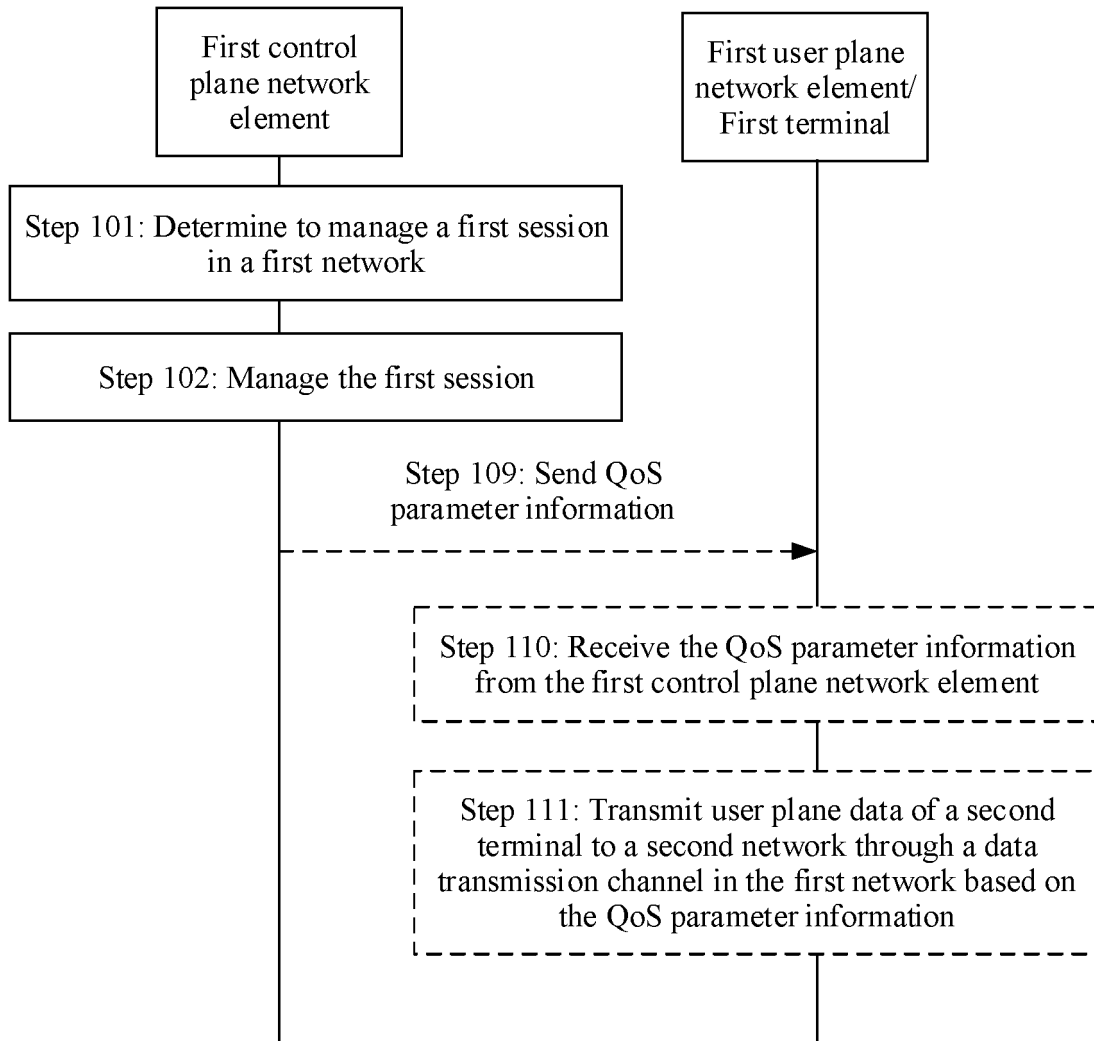 First control
plane network
element
First user plane
network element/
First terminal
Step 101: Determine to manage a first session
in a first network
Step 102: Manage the first session
Step 109: Send QoS
parameter information
Step 110: Receive the QoS parameter information
from the first control plane network element
Step 111: Transmit user plane data of a second
terminal to a second network through a data
transmission channel in the first network based on
the QoS parameter information